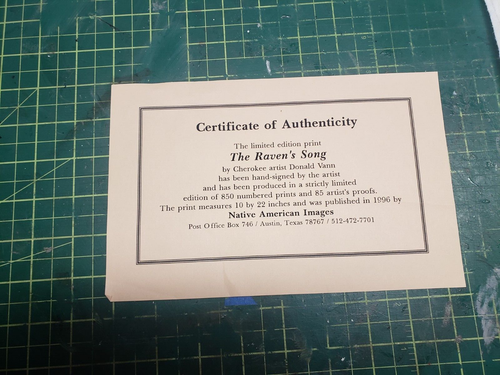 Certificate of Authenticity
The limited edition print
The Raven's Song
by Cherokee artist Donald Vann
has been hand-signed by the artist
and has been produced in a strictly limited
edition of 850 numbered prints and 85 artist's proofs.
The print measures 10 by 22 inches and was published in 1996 by
Native American Images
Post Office Box 746 / Austin, Texas 78767 / 512-472-7701